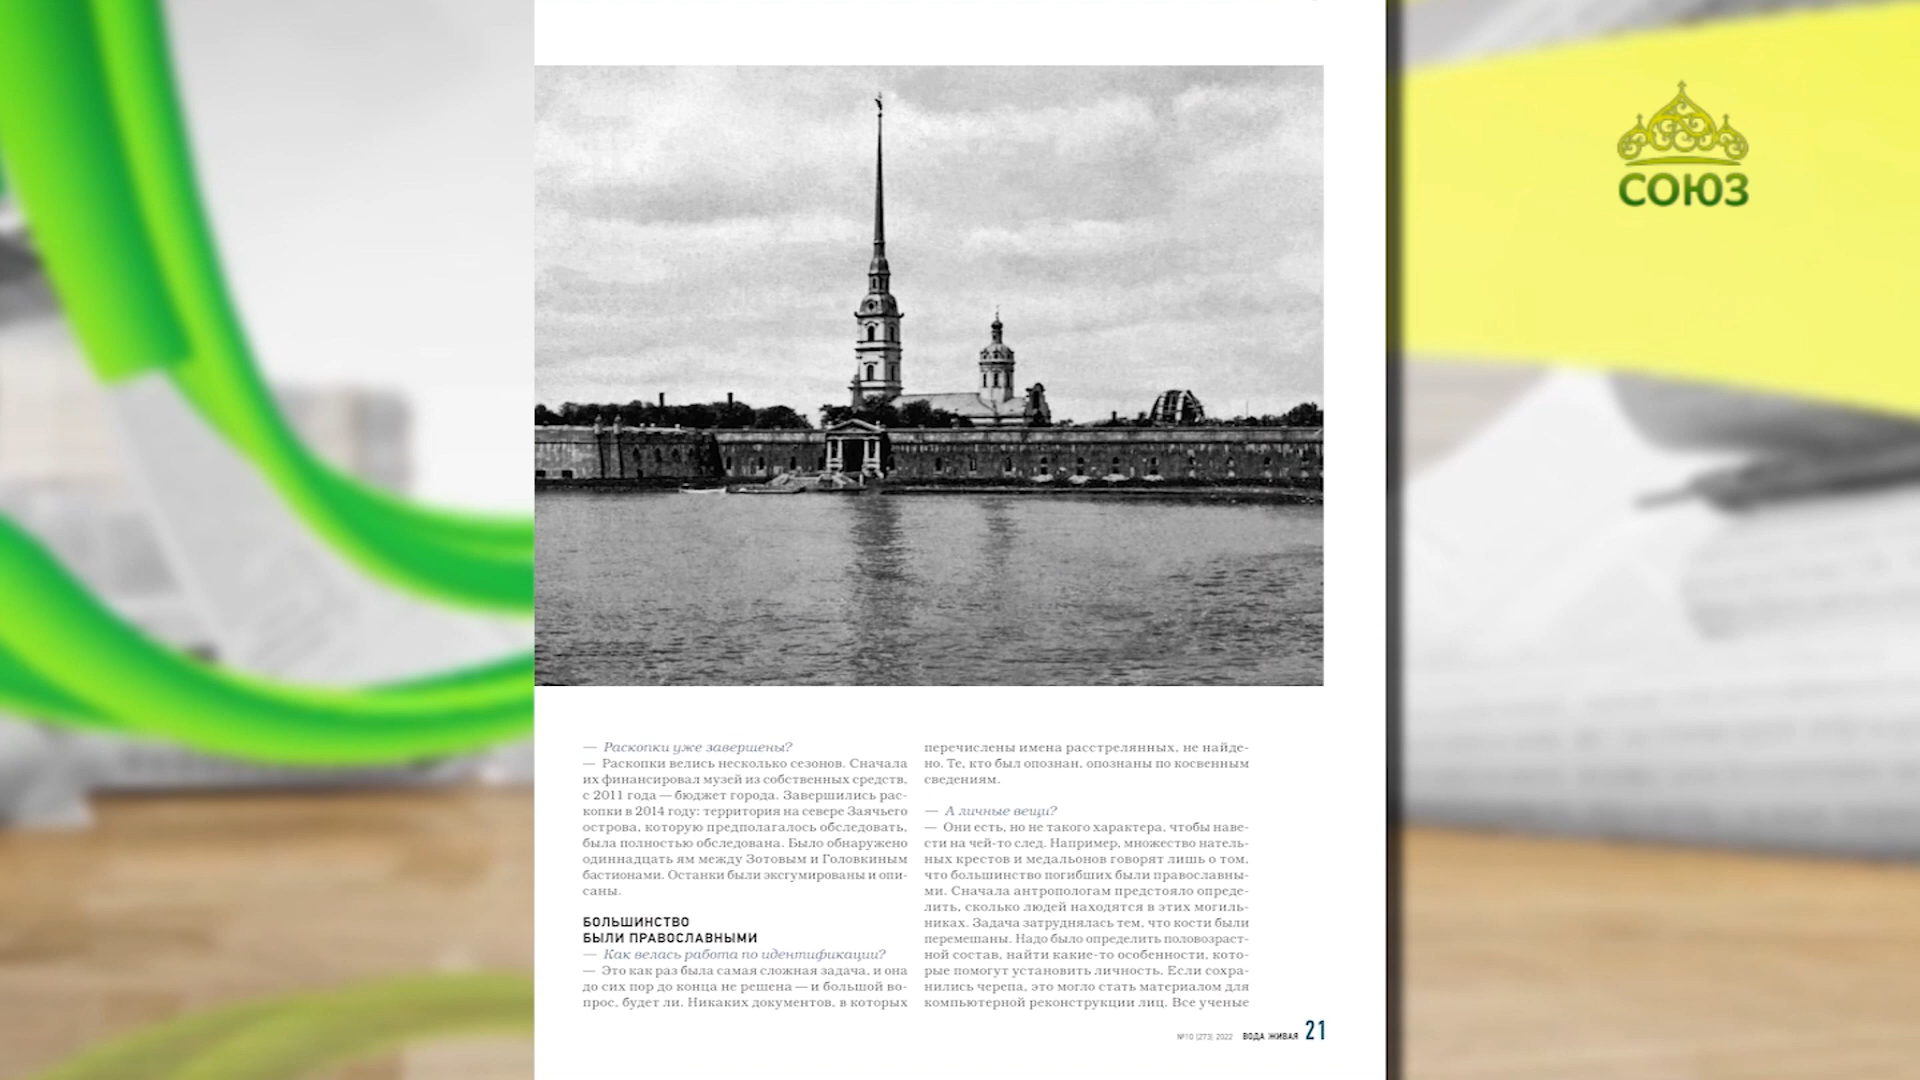 СОЮЗ
— Раскопки уже завершены?
— Раскопки велись несколько сезонов. Сначала
их финансировал музей из собственных средств,
с 2011 года — бюджет города. Завершились рас-
копки в 2014 году: территория на севере Заячьего
острова, которую предполагалось обследовать,
была полностью обследована. Было обнаружено
одиннадцать ям между Зотовым и Головкиным
бастионами. Останки были эксгумированы и опи-
саны.
БОЛЬШИНСТВО
БЫЛИ ПРАВОСЛАВНЫМИ
— Как велась работа по идентификации?
— Это как раз была самая сложная задача, и она
до сих пор до конца не решена — и большой во-
прос, будет ли. Никаких документов, в которых
перечислены имена расстрелянных, не найде-
но. Те, кто был опознан, опознаны по косвенным
сведениям.
— А личные вещи?
— Они есть, но не такого характера, чтобы наве-
сти на чей-то след. Например, множество натель-
ных крестов и медальонов говорят лишь о том,
что большинство погибших были православны-
ми. Сначала антропологам предстояло опреде-
лить, сколько людей находятся в этих могиль-
никах. Задача затруднялась тем, что кости были
перемешаны. Надо было определить половозраст-
ной состав, найти какие-то особенности, кото-
рые помогут установить личность. Если сохра-
нились черепа, это могло стать материалом для
компьютерной реконструкции лиц. Все ученые
№10 (273) 2022 ВОДА ЖИВАЯ 21